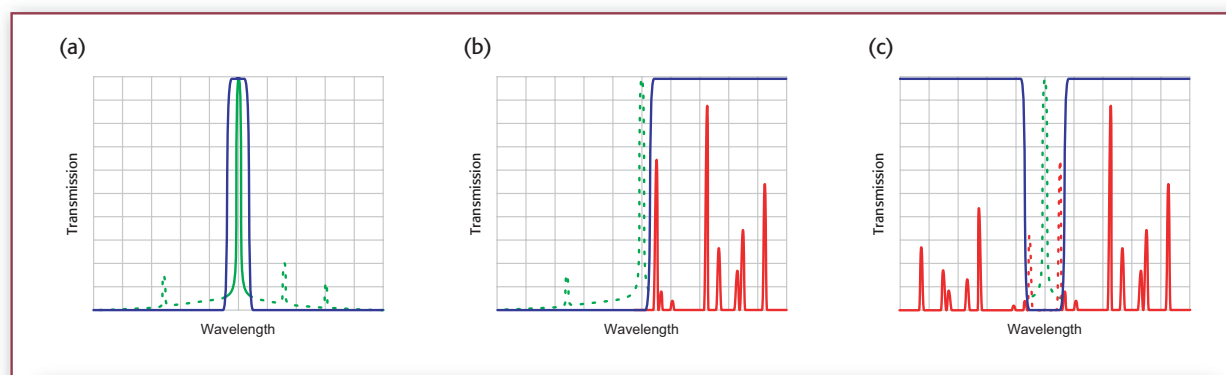 (a)
(b)
(c)
Transmission
Transmission
Transmission
Wavelength
Wavelength
Wavelength